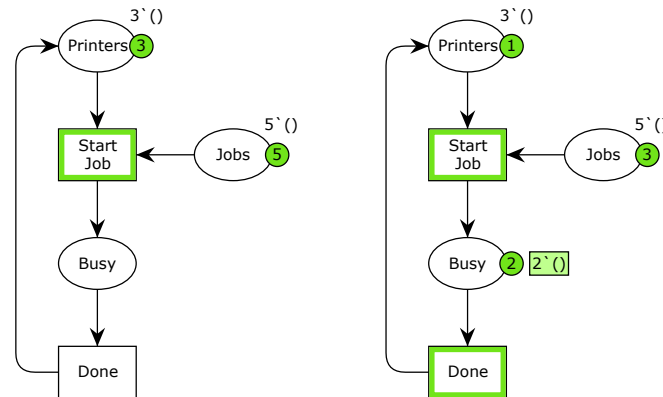 3`()
Printers
3
Start
Job
5`()
Jobs
5
Busy
Done
3`()
Printers
1
Start
Job
5`()
Jobs
3
Busy
2
2`()
Done